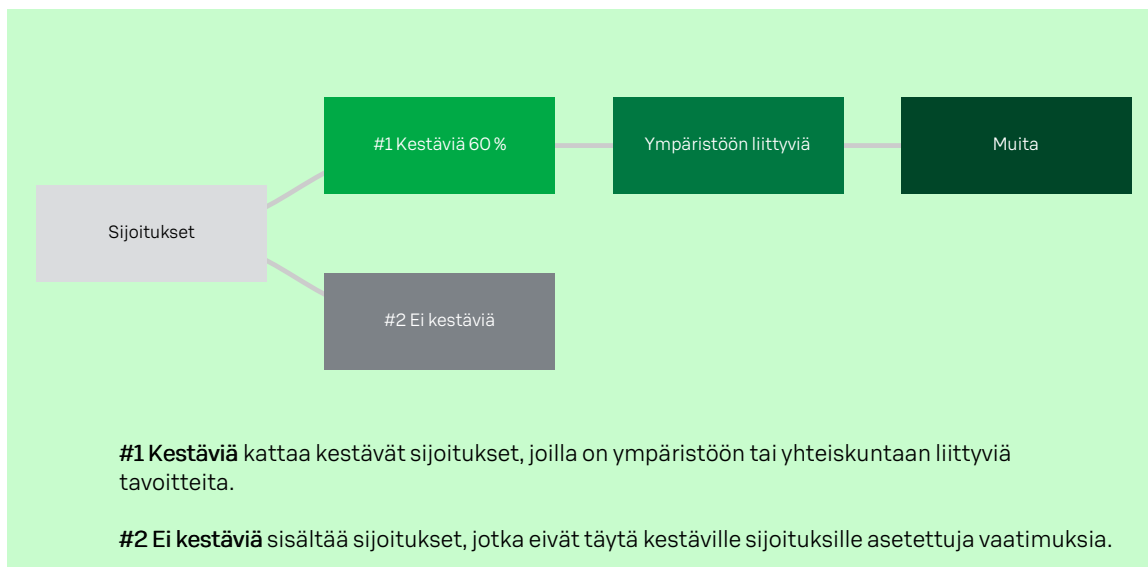 #1 Kestäviä 60 %
Ympäristöön liittyviä
Muita
Sijoitukset
#2 Ei kestäviä
#1 Kestäviä kattaa kestävät sijoitukset, joilla on ympäristöön tai yhteiskuntaan liittyviä
tavoitteita.
#2 Ei kestäviä sisältää sijoitukset, jotka eivät täytä kestäville sijoituksille asetettuja vaatimuksia.